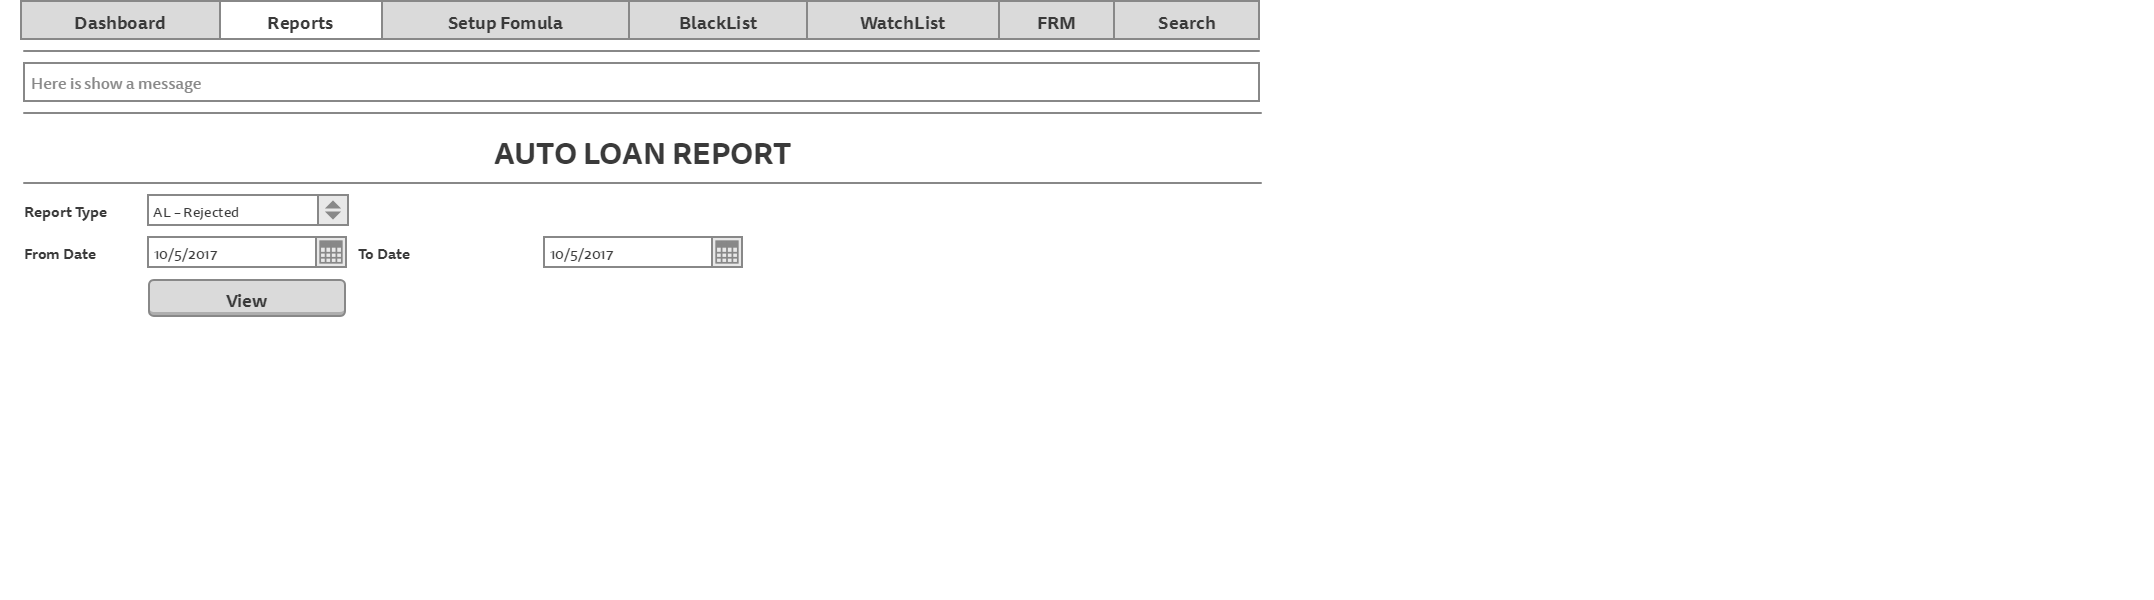 Dashboard Reports Setup Fomula BlackList WatchList FRM Search
Here is show a message
AUTO LOAN REPORT
Report Type AL – Rejected
From Date 10/5/2017 To Date 10/5/2017
View